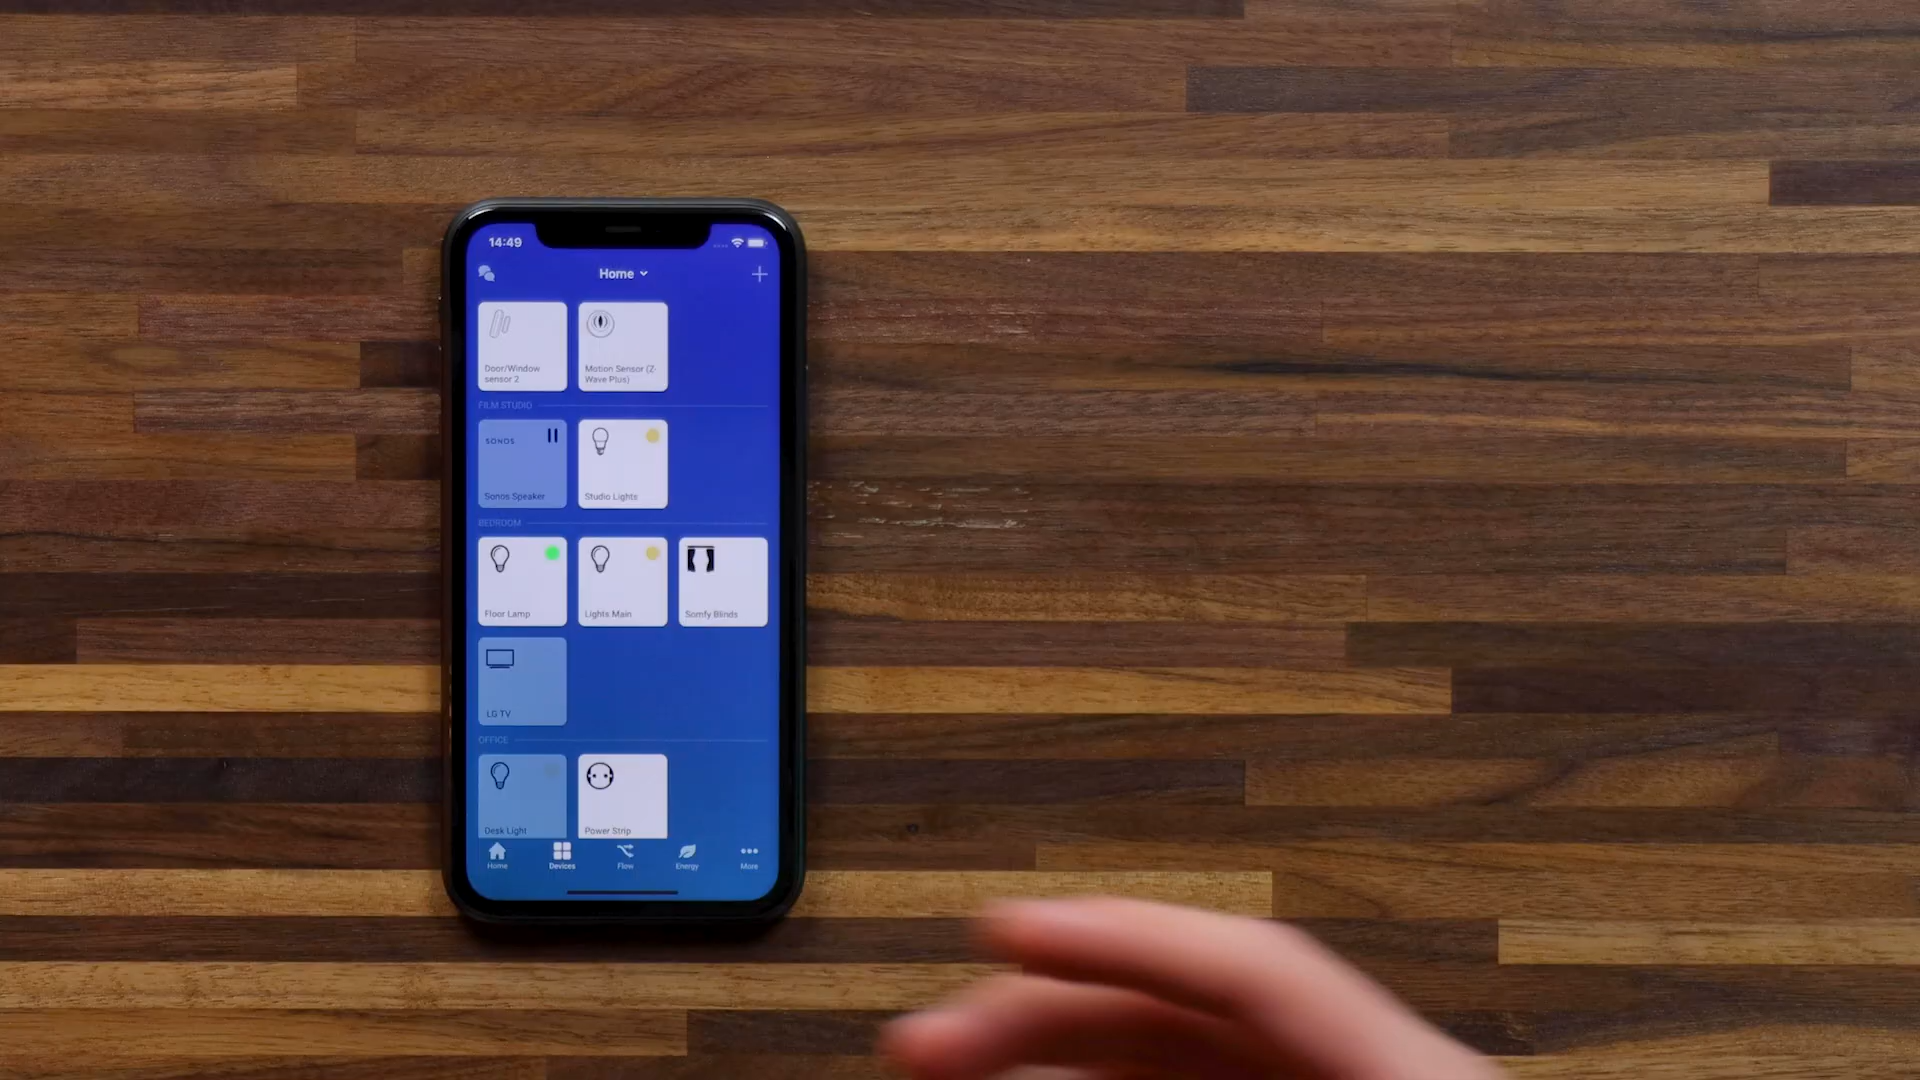 14:49
Home
Door/Window
sensor 2
Motion Sensor (Z-
Wave Plus)
FILM STUDIO
SONOS
Sonos Speaker
Studio Lights
BEDROOM
Floor Lamp
Lights Main
Somfy Blinds
LG TV
OFFICE
Desk Light
Power Strip
Home
Devices
Flow
Energy
More